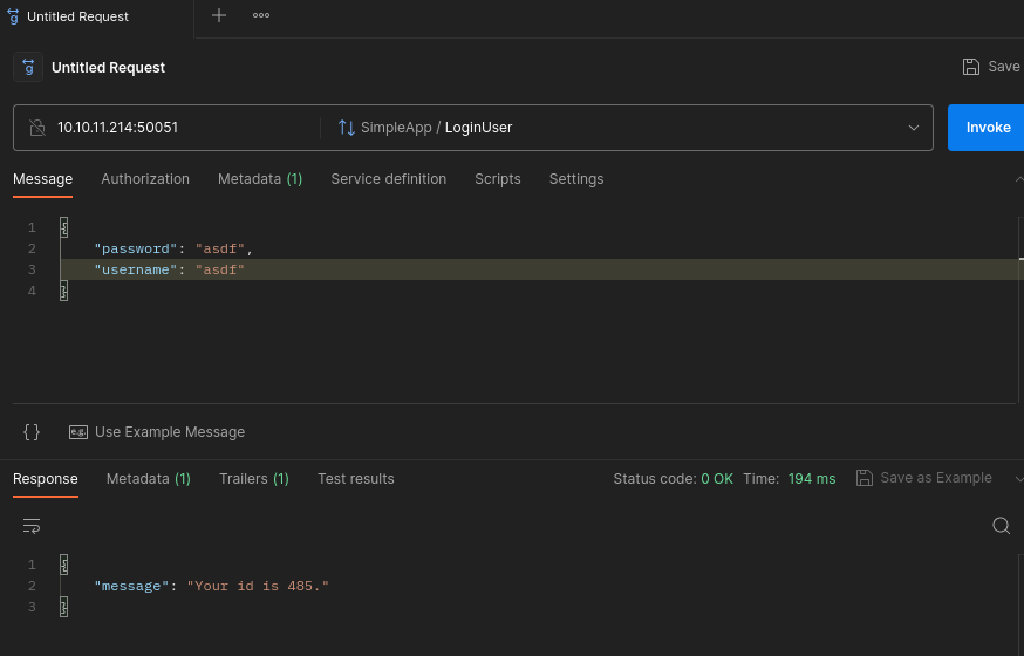 Untitled Request
Untitled Request
Save
10.10.11.214:50051
SimpleApp / LoginUser
Invoke
Message Authorization Metadata (1) Service definition Scripts Settings
1 {
2 "password": "asdf",
3 "username": "asdf"
4 }
{} e.g. Use Example Message
Response Metadata (1) Trailers (1) Test results Status code: 0 OK Time: 194 ms Save as Example
1 {
2 "message": "Your id is 485."
3 }